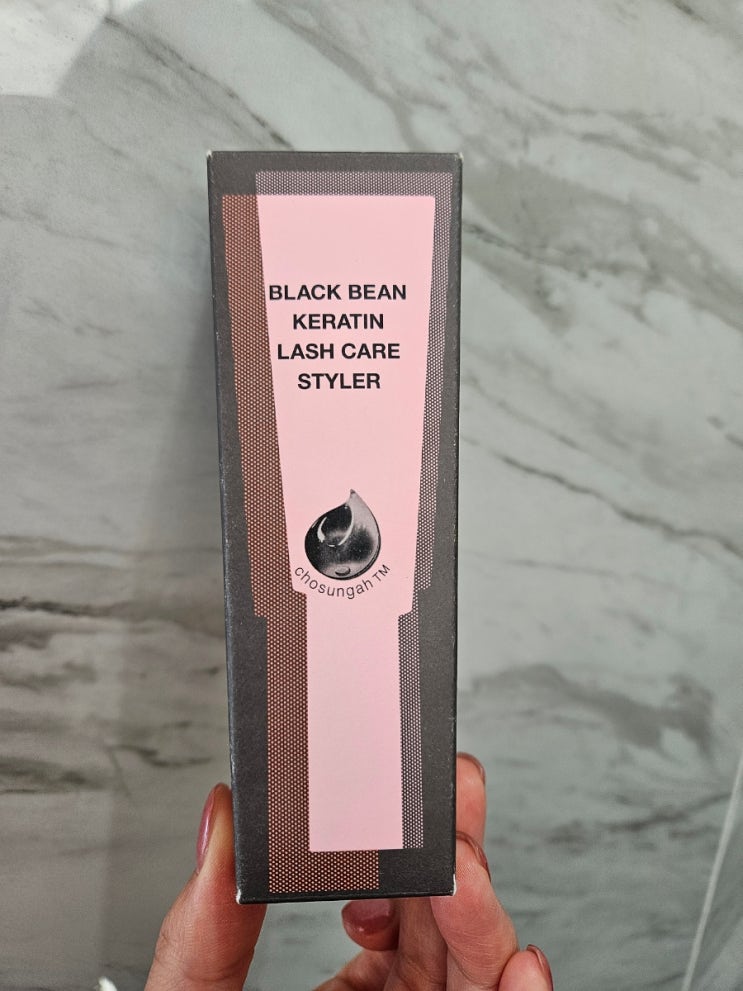 BLACK BEAN
KERATIN
LASH CARE
STYLER
chosungah TM